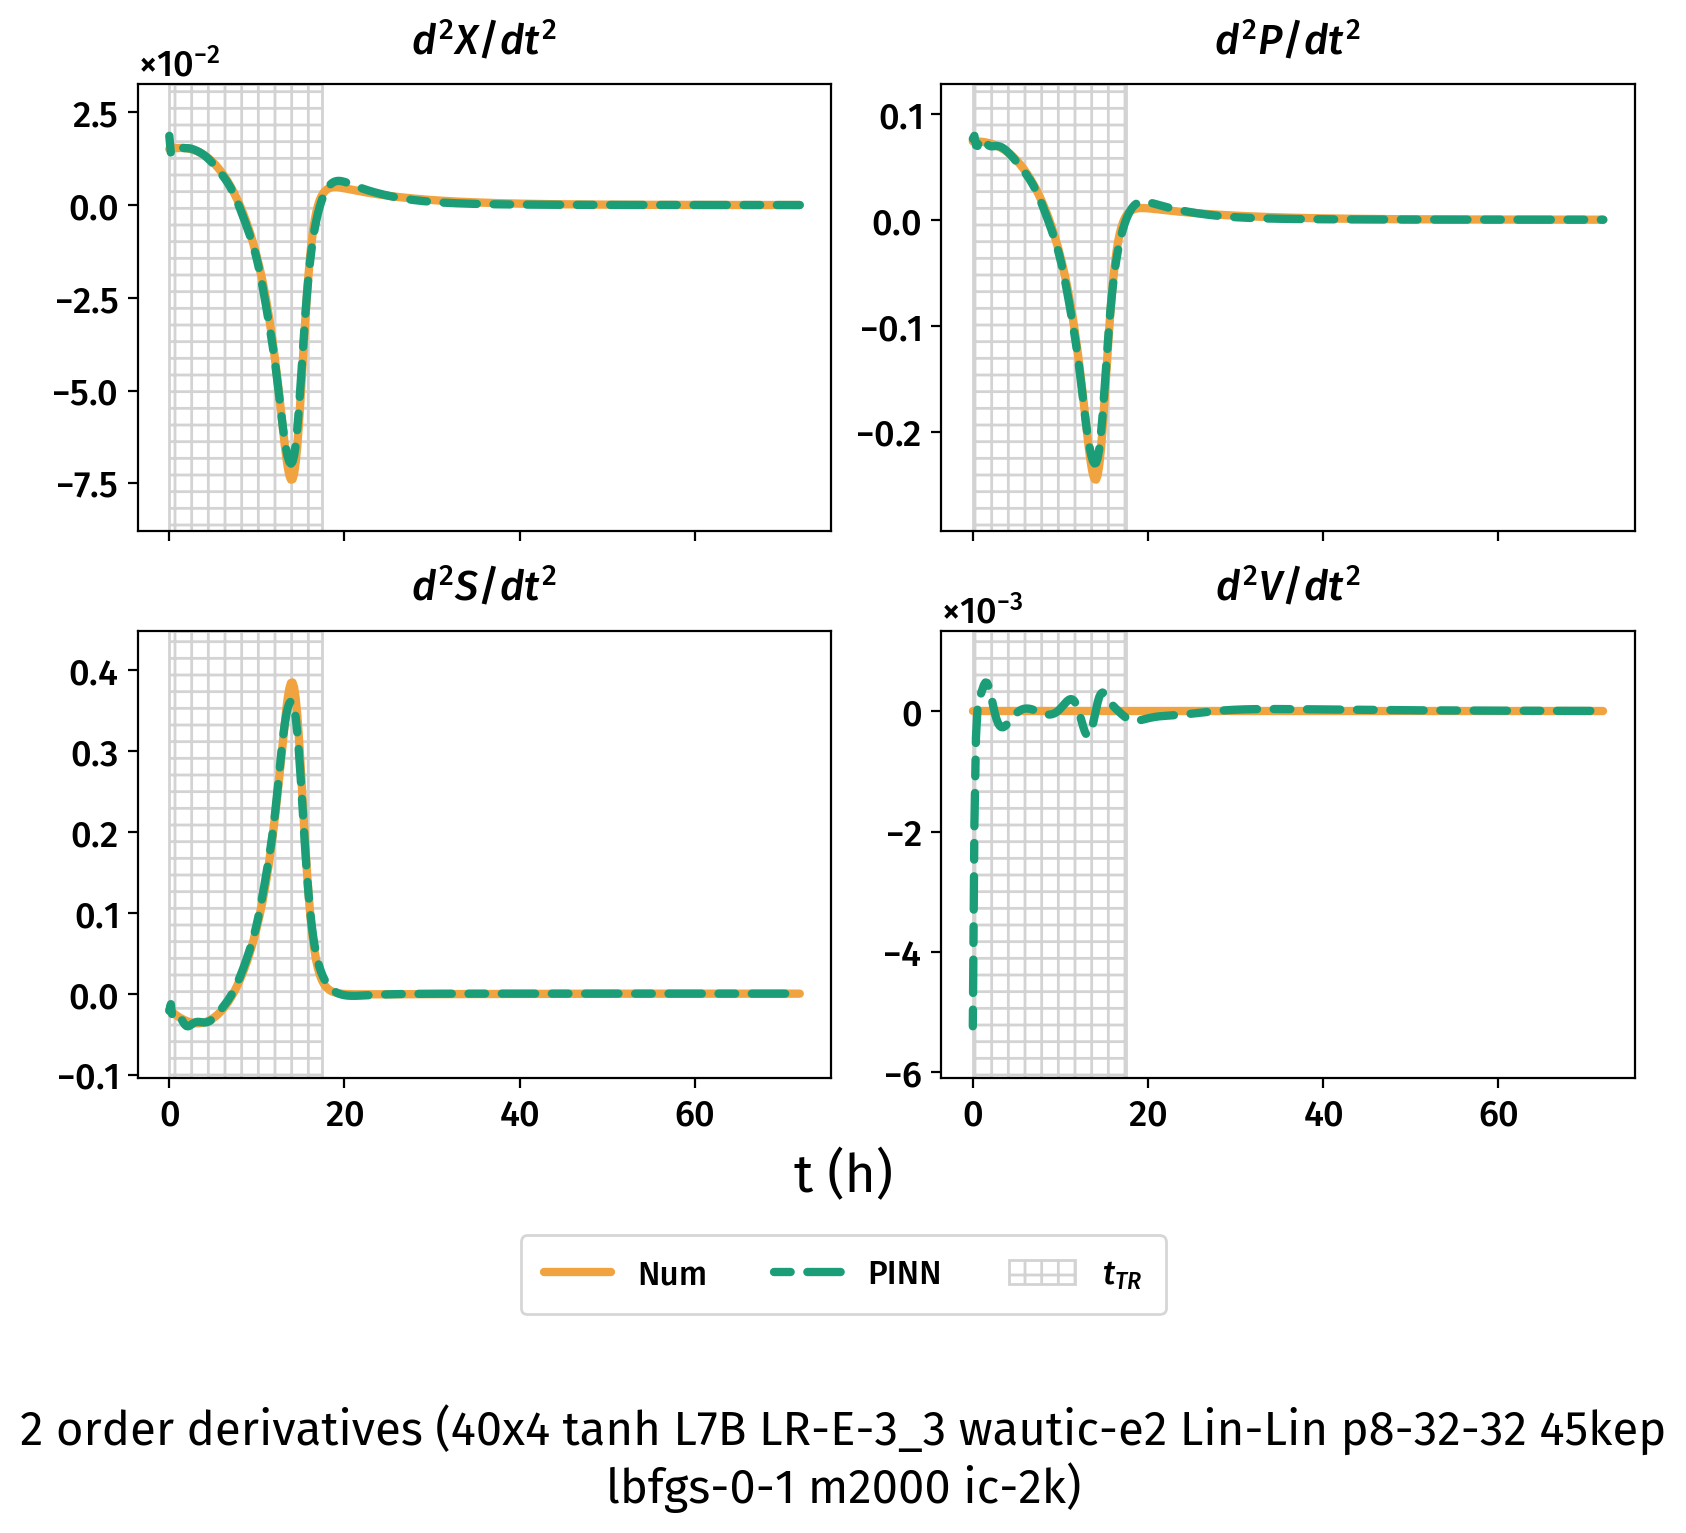 d²X/dt²
×10⁻²
2.5
0.0
−2.5
−5.0
−7.5
d²P/dt²
0.1
0.0
−0.1
−0.2
d²S/dt²
0.4
0.3
0.2
0.1
0.0
−0.1
0 20 40 60
d²V/dt²
×10⁻³
0
−2
−4
−6
0 20 40 60
t (h)
Num PINN t_TR
2 order derivatives (40x4 tanh L7B LR-E-3_3 wautic-e2 Lin-Lin p8-32-32 45kep
lbfgs-0-1 m2000 ic-2k)